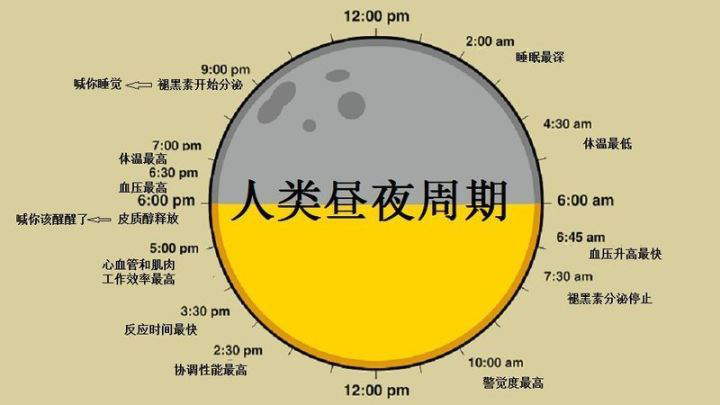 12:00 pm
2:00 am
睡眠最深
9:00 pm
喊你睡觉
褪黑素开始分泌
4:30 am
体温最低
7:00 pm
体温最高
6:30 pm
血压最高
6:00 pm
人类昼夜周期
6:00 am
喊你该醒醒了
皮质醇释放
6:45 am
血压升高最快
5:00 pm
心血管和肌肉
工作效率最高
7:30 am
褪黑素分泌停止
3:30 pm
反应时间最快
2:30 pm
协调性能最高
10:00 am
警觉度最高
12:00 pm